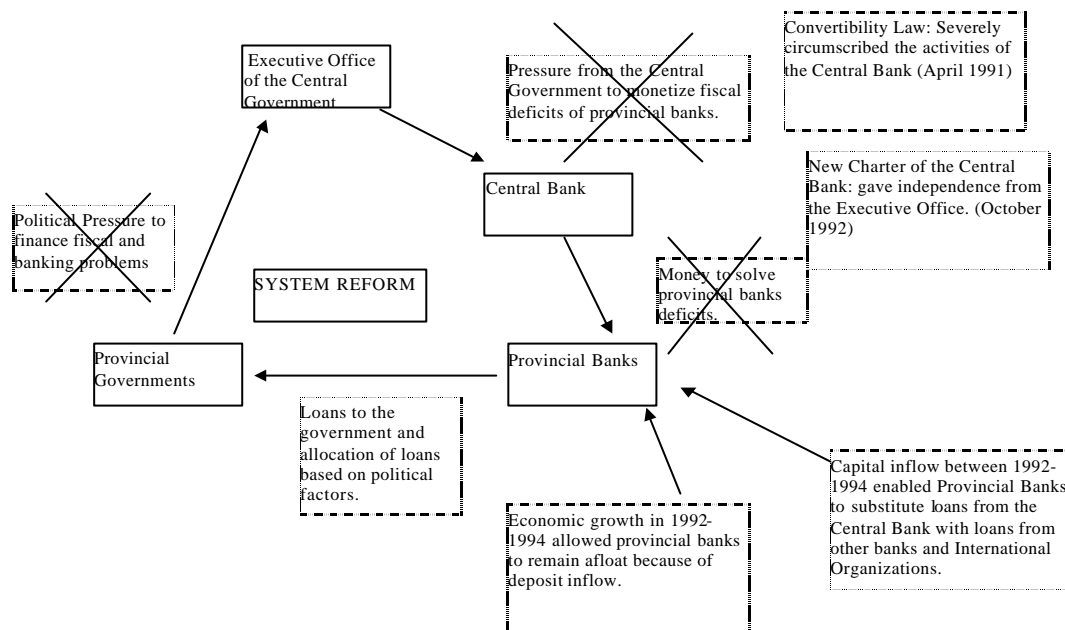 Executive Office
of the Central
Government
Pressure from the Central
Government to monetize fiscal
deficits of provincial banks.
Convertibility Law: Severely
circumscribed the activities of
the Central Bank (April 1991)
Central Bank
New Charter of the Central
Bank: gave independence from
the Executive Office. (October
1992)
Political Pressure to
finance fiscal and
banking problems
SYSTEM REFORM
Money to solve
provincial banks
deficits.
Provincial
Governments
Provincial Banks
Loans to the
government and
allocation of loans
based on political
factors.
Economic growth in 1992-
1994 allowed provincial banks
to remain afloat because of
deposit inflow.
Capital inflow between 1992-
1994 enabled Provincial Banks
to substitute loans from the
Central Bank with loans from
other banks and International
Organizations.